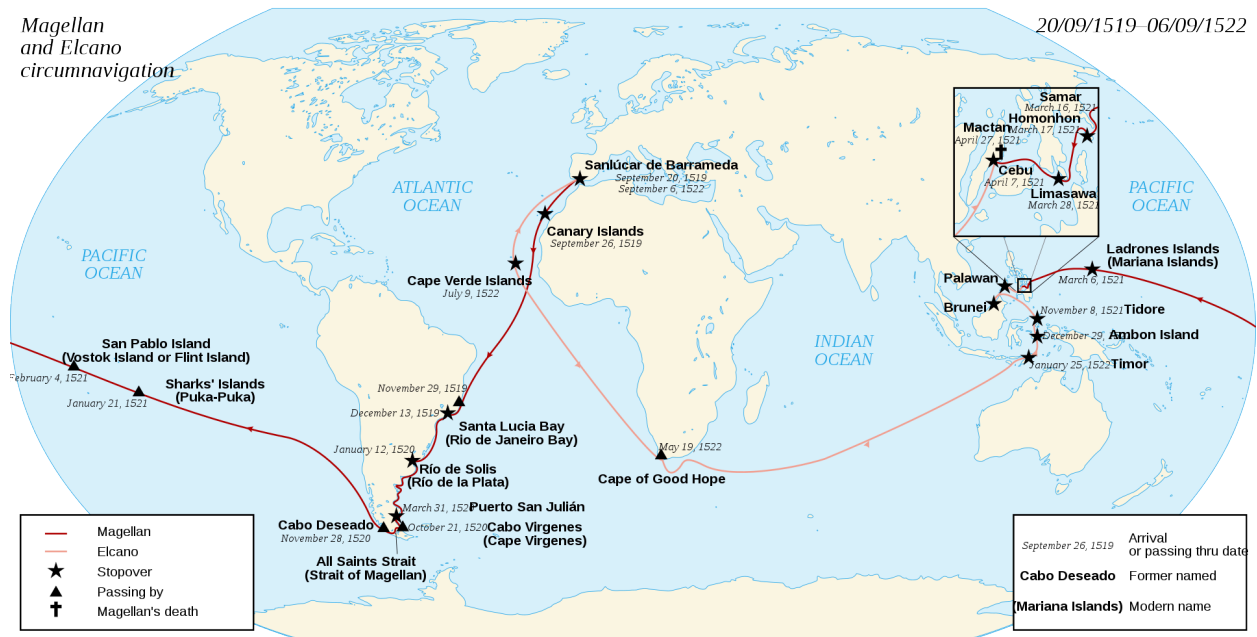 Magellan
and Elcano
circumnavigation
20/09/1519–06/09/1522
Samar
March 16, 1521
Homonhon
March 17, 1521
Mactan
April 27, 1521
Cebu
April 7, 1521
Limasawa
March 28, 1521
Sanlúcar de Barrameda
September 20, 1519
September 6, 1522
ATLANTIC
OCEAN
PACIFIC
OCEAN
PACIFIC
OCEAN
Canary Islands
September 26, 1519
Ladrones Islands
(Mariana Islands)
March 6, 1521
Cape Verde Islands
July 9, 1522
Palawan
Brunei
November 8, 1521
Tidore
December 29,
Ambon Island
January 25, 1522
Timor
INDIAN
OCEAN
San Pablo Island
(Vostok Island or Flint Island)
February 4, 1521
Sharks' Islands
(Puka-Puka)
January 21, 1521
November 29, 1519
December 13, 1519
Santa Lucia Bay
(Rio de Janeiro Bay)
January 12, 1520
Río de Solis
(Río de la Plata)
May 19, 1522
Cape of Good Hope
March 31, 1520
Puerto San Julián
Cabo Deseado
November 28, 1520
October 21, 1520
Cabo Virgenes
(Cape Virgenes)
All Saints Strait
(Strait of Magellan)
Magellan
Elcano
Stopover
Passing by
Magellan's death
September 26, 1519
Arrival
or passing thru date
Cabo Deseado
Former named
(Mariana Islands)
Modern name